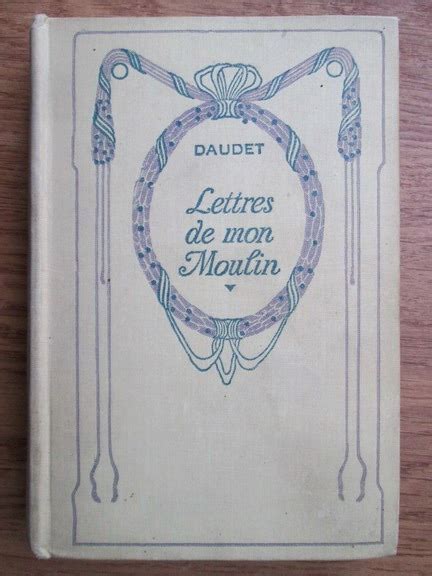 DAUDET
Lettres
de mon
Moulin